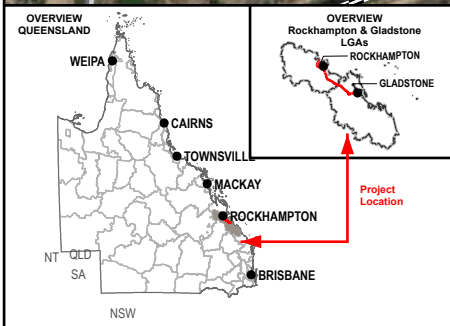 OVERVIEW
QUEENSLAND
WEIPA
CAIRNS
TOWNSVILLE
MACKAY
ROCKHAMPTON
BRISBANE
NT
QLD
SA
NSW
OVERVIEW
Rockhampton & Gladstone
LGAs
ROCKHAMPTON
GLADSTONE
Project
Location